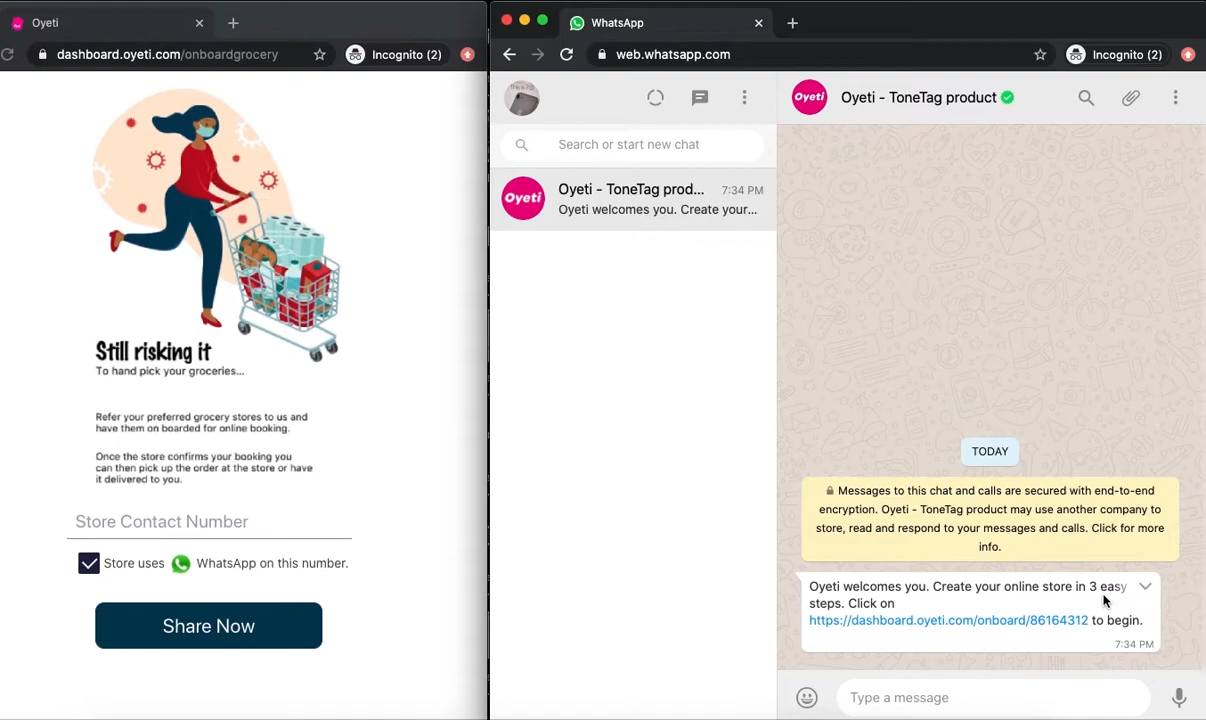 Oyeti
dashboard.oyeti.com/onboardgrocery
Incognito (2)
Still risking it
To hand pick your groceries...
Refer your preferred grocery stores to us and
have them on boarded for online booking.
Once the store confirms your booking you
can then pick up the order at the store or have
it delivered to you.
Store Contact Number
Store uses WhatsApp on this number.
Share Now
WhatsApp
web.whatsapp.com
Incognito (2)
Search or start new chat
Oyeti
Oyeti - ToneTag prod...
7:34 PM
Oyeti welcomes you. Create your...
Oyeti
Oyeti - ToneTag product
TODAY
Messages to this chat and calls are secured with end-to-end
encryption. Oyeti - ToneTag product may use another company to
store, read and respond to your messages and calls. Click for more
info.
Oyeti welcomes you. Create your online store in 3 easy
steps. Click on
https://dashboard.oyeti.com/onboard/86164312 to begin.
7:34 PM
Type a message